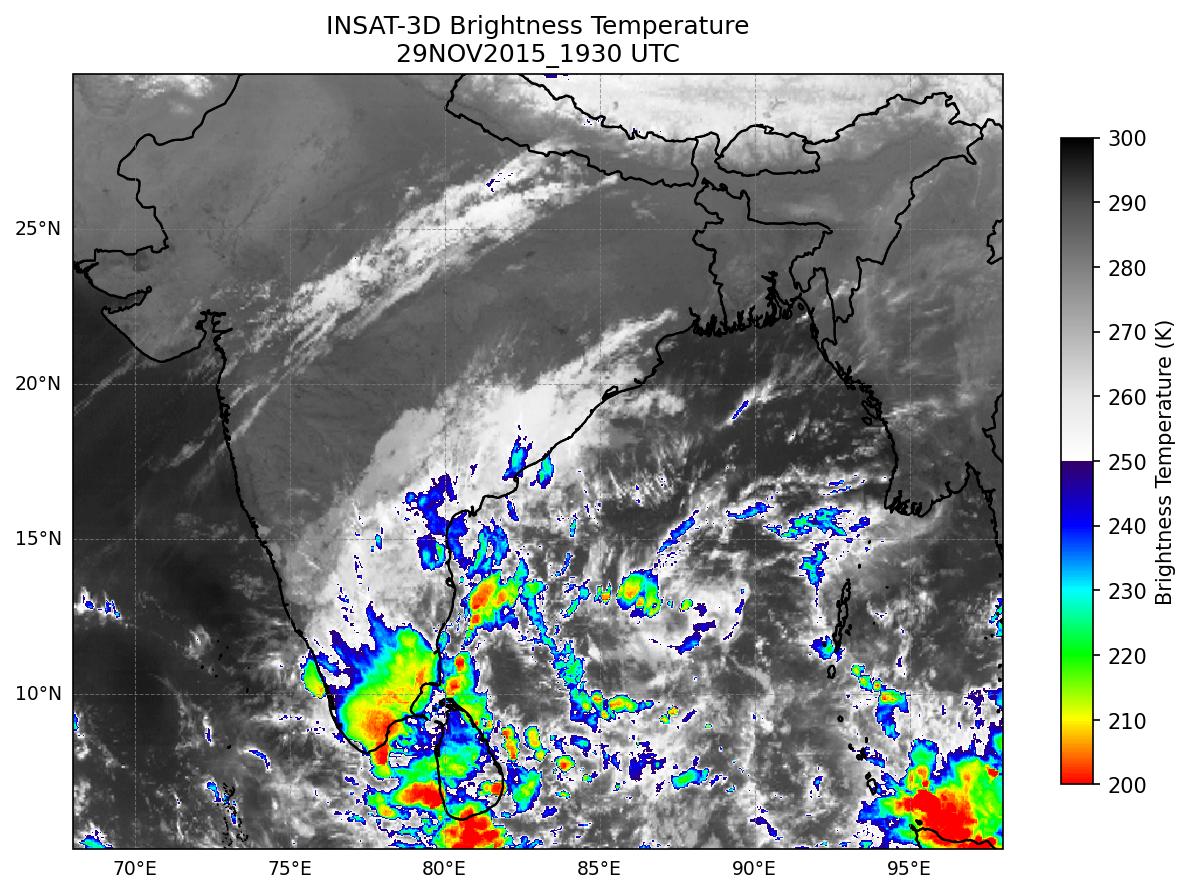 INSAT-3D Brightness Temperature
29NOV2015_1930 UTC
25°N
20°N
15°N
10°N
70°E
75°E
80°E
85°E
90°E
95°E
300
290
280
270
260
250
240
230
220
210
200
Brightness Temperature (K)